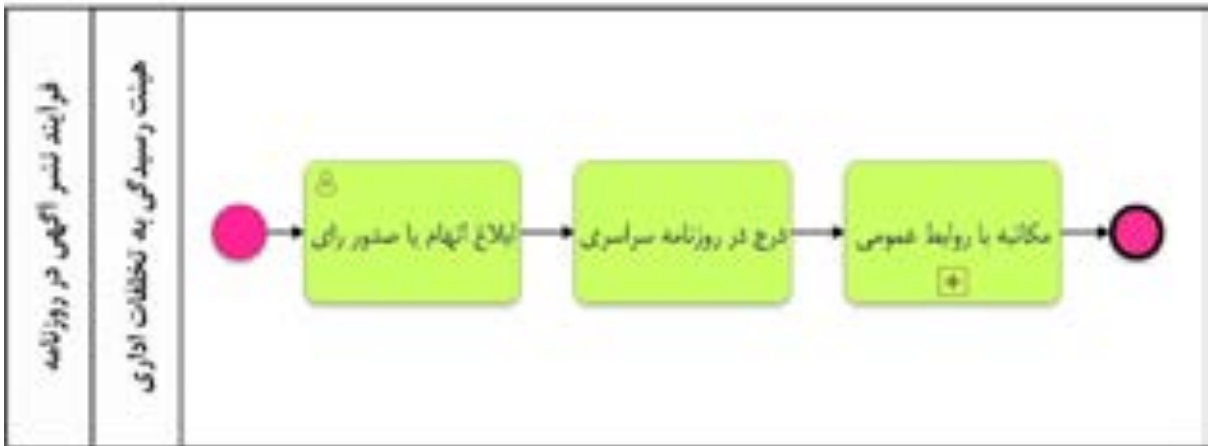 فرآیند نشر آگهی در روزنامه
هیئت رسیدگی به تخلفات اداری
ابلاغ اتهام یا صدور رای
درج در روزنامه سراسری
مکاتبه با روابط عمومی